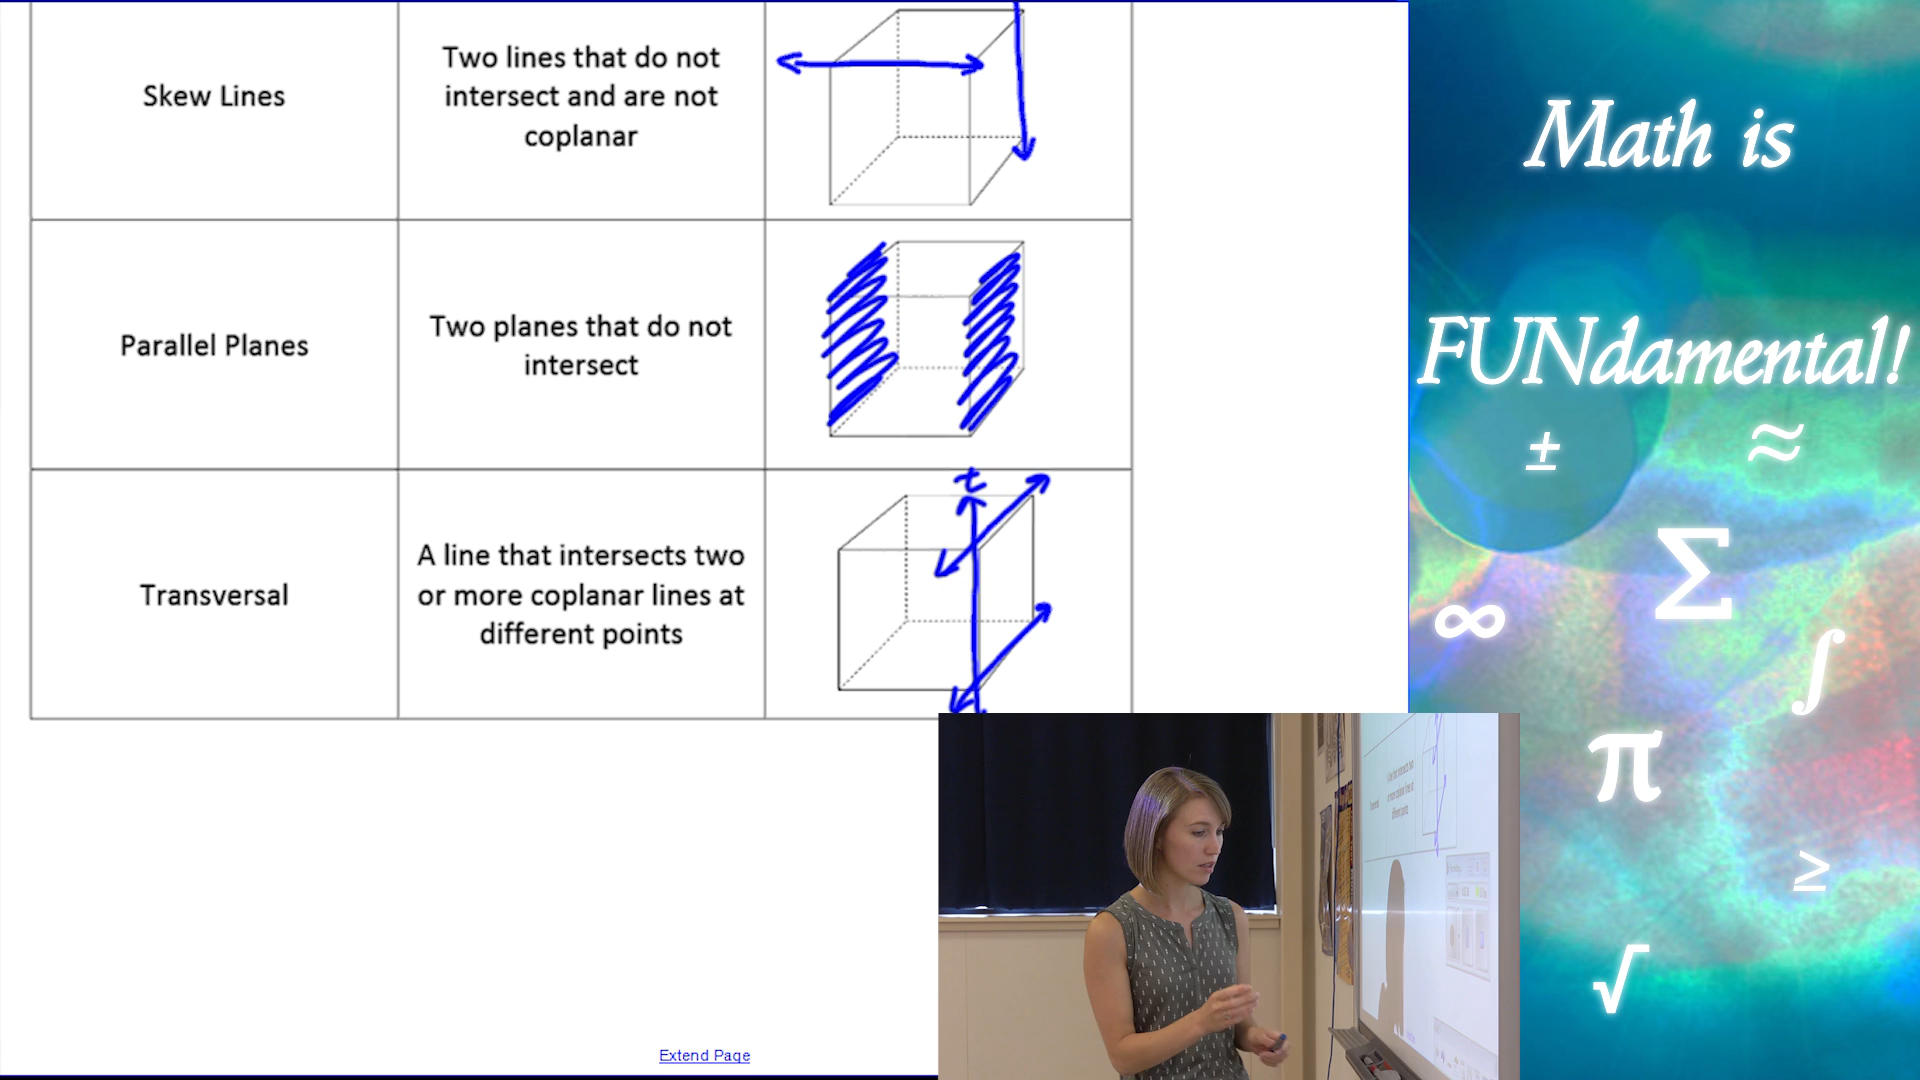 Skew Lines
Two lines that do not
intersect and are not
coplanar
Parallel Planes
Two planes that do not
intersect
Transversal
A line that intersects two
or more coplanar lines at
different points
t
Extend Page
Math is
FUNdamental!
± ≈
Σ
∞
∫
π
≥
√